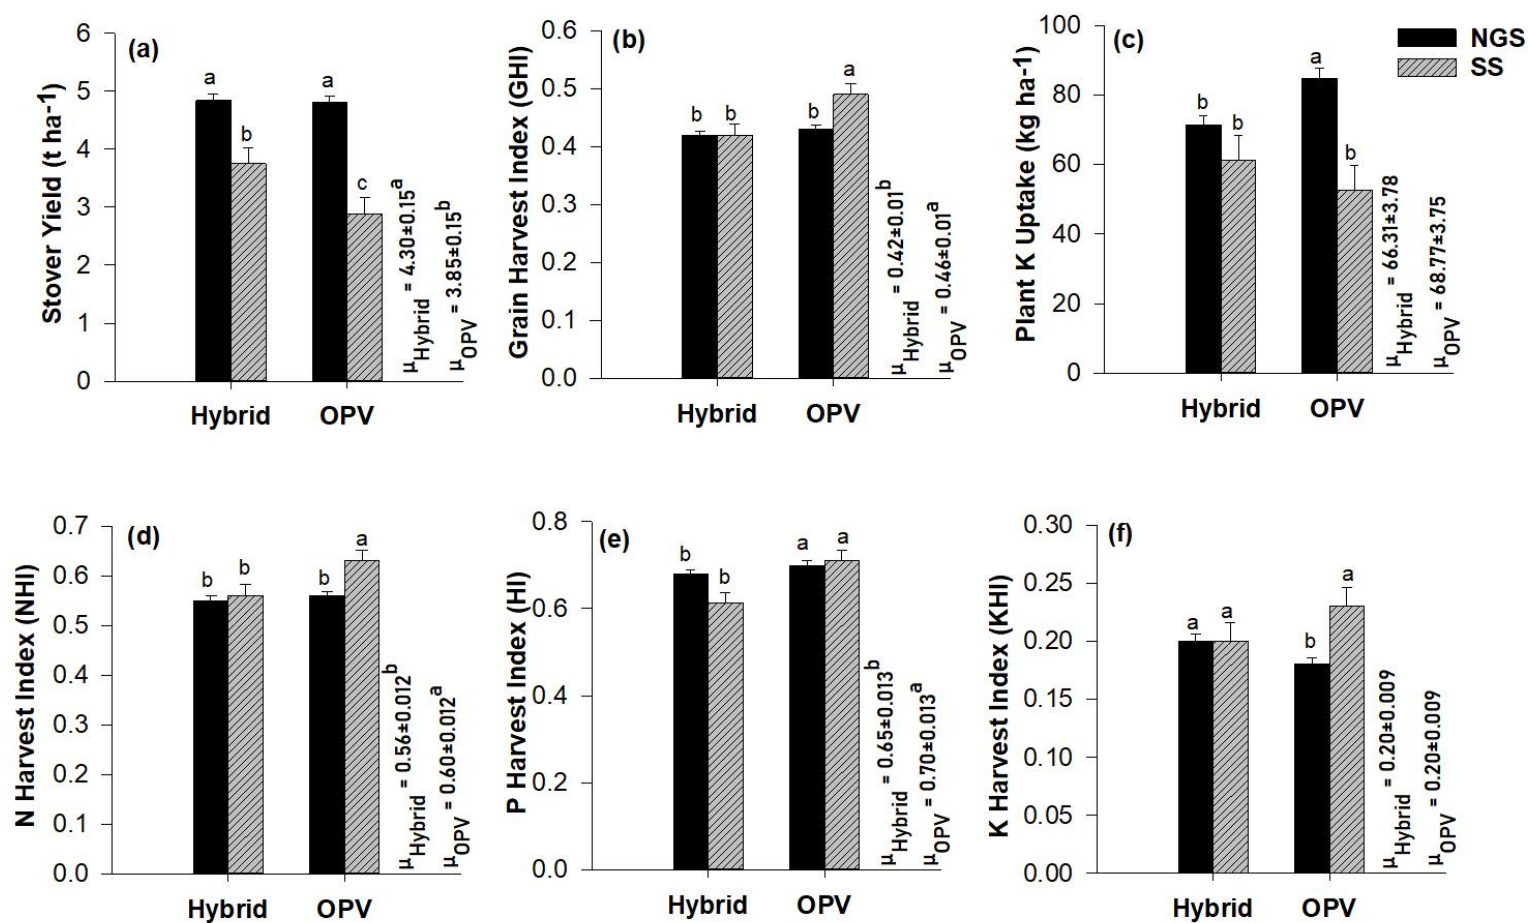 (a)
Stover Yield (t ha-1)
6
5
4
3
2
1
0
a
b
a
c
Hybrid
OPV
μHybrid = 4.30±0.15a
μOPV = 3.85±0.15b
(b)
Grain Harvest Index (GHI)
0.6
0.5
0.4
0.3
0.2
0.1
0.0
b
b
b
a
Hybrid
OPV
μHybrid = 0.42±0.01b
μOPV = 0.46±0.01a
(c)
Plant K Uptake (kg ha-1)
100
80
60
40
20
0
b
b
a
b
Hybrid
OPV
μHybrid = 66.31±3.78
μOPV = 68.77±3.75
NGS
SS
(d)
N Harvest Index (NHI)
0.7
0.6
0.5
0.4
0.3
0.2
0.1
0.0
b
b
b
a
Hybrid
OPV
μHybrid = 0.56±0.012b
μOPV = 0.60±0.012a
(e)
P Harvest Index (HI)
0.8
0.6
0.4
0.2
0.0
b
b
a
a
Hybrid
OPV
μHybrid = 0.65±0.013b
μOPV = 0.70±0.013a
(f)
K Harvest Index (KHI)
0.30
0.25
0.20
0.15
0.10
0.05
0.00
a
a
b
a
Hybrid
OPV
μHybrid = 0.20±0.009
μOPV = 0.20±0.009